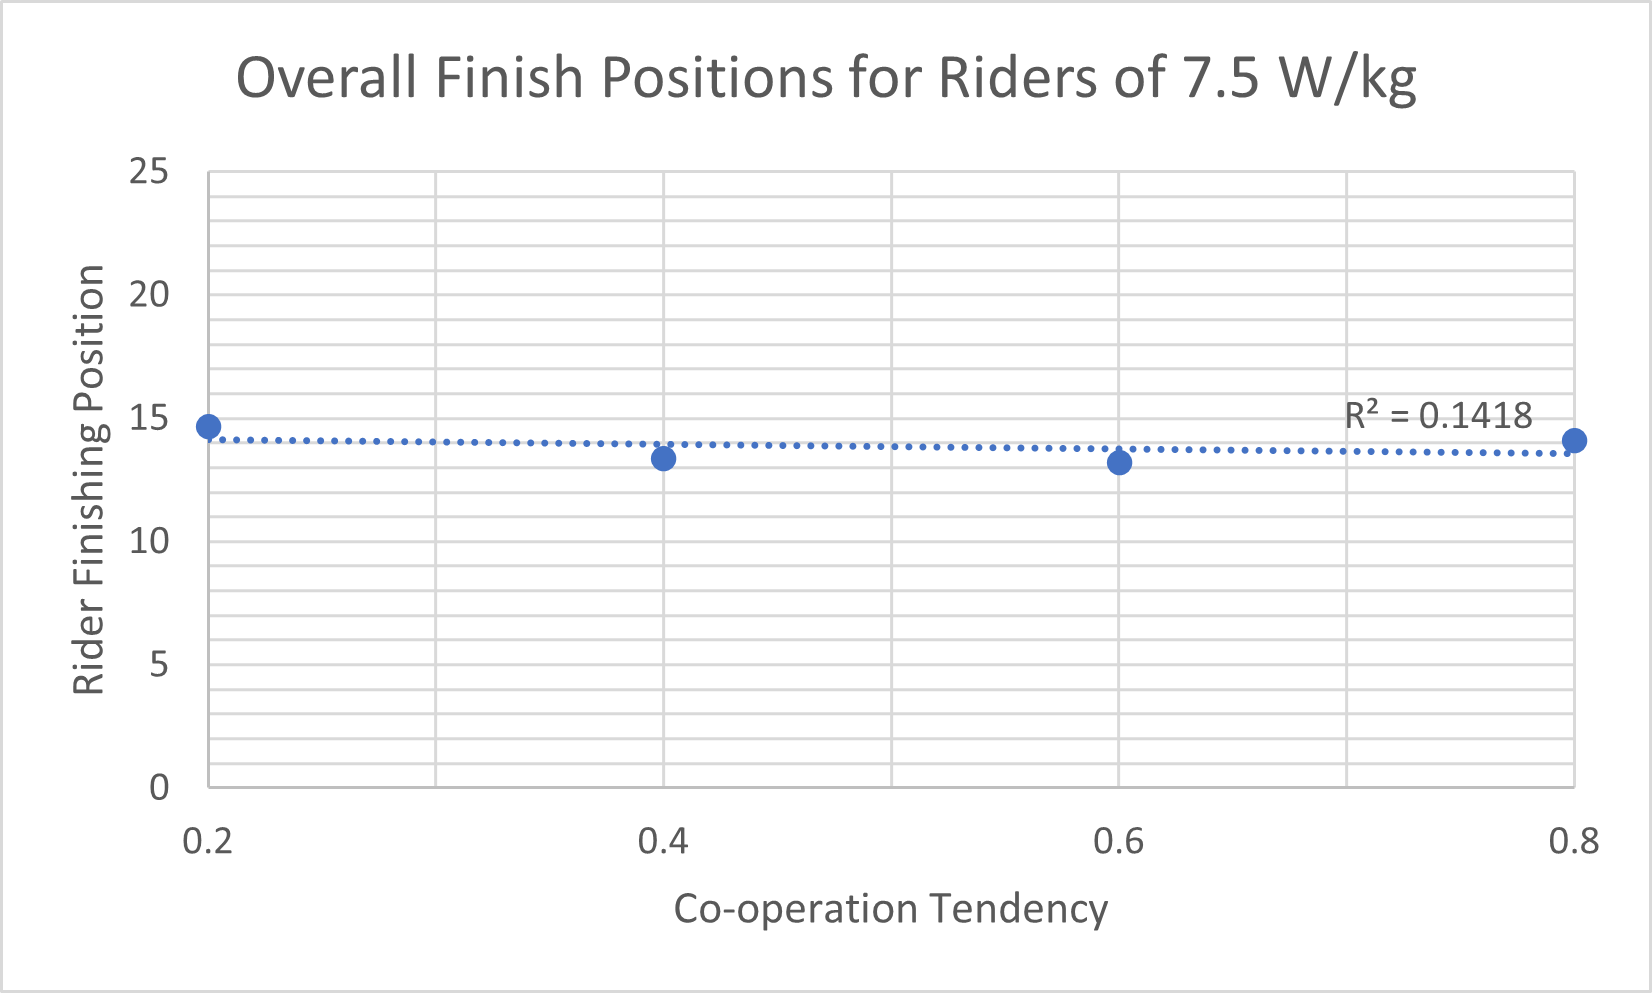 Overall Finish Positions for Riders of 7.5 W/kg
25
20
15
10
5
0
Rider Finishing Position
R² = 0.1418
0.2 0.4 0.6 0.8
Co-operation Tendency